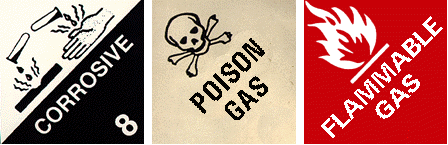 CORROSIVE
8
POISON
GAS
FLAMMABLE
GAS